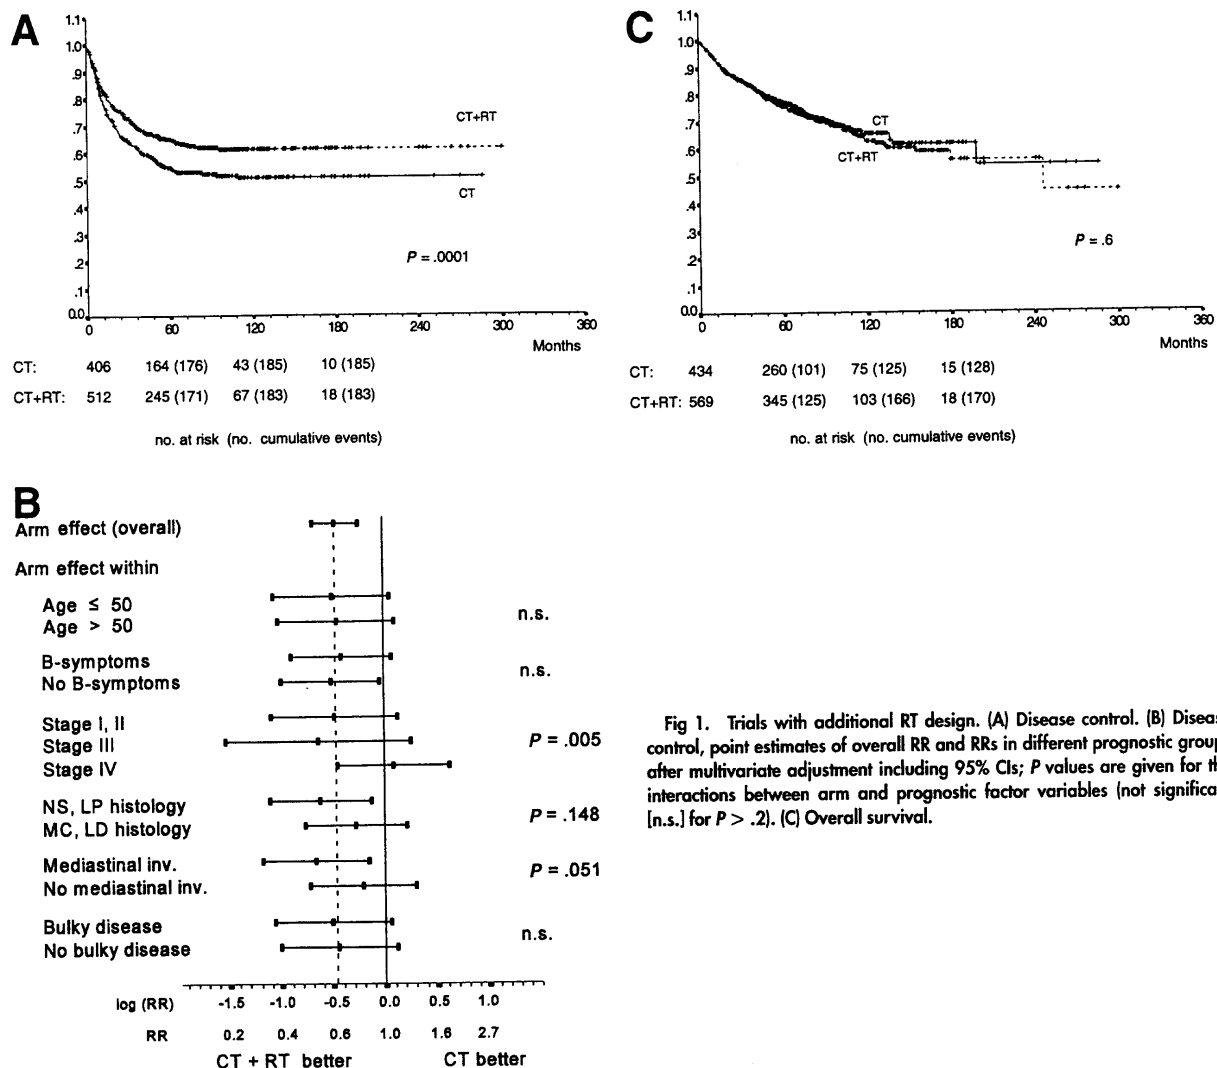 A
1.1
1.0
.9
.8
.7
.6
.5
.4
.3
.2
.1
0.0
CT+RT
CT
P = .0001
0 60 120 180 240 300 360
Months
CT: 406 164 (176) 43 (185) 10 (185)
CT+RT: 512 245 (171) 67 (183) 18 (183)
no. at risk (no. cumulative events)
C
1.1
1.0
.9
.8
.7
.6
.5
.4
.3
.2
.1
0.0
CT
CT+RT
P = .6
0 60 120 180 240 300 360
Months
CT: 434 260 (101) 75 (125) 15 (128)
CT+RT: 569 345 (125) 103 (166) 18 (170)
no. at risk (no. cumulative events)
B
Arm effect (overall)
Arm effect within
Age ≤ 50
Age > 50
n.s.
B-symptoms
No B-symptoms
n.s.
Stage I, II
Stage III
Stage IV
P = .005
NS, LP histology
MC, LD histology
P = .148
Mediastinal inv.
No mediastinal inv.
P = .051
Bulky disease
No bulky disease
n.s.
log (RR) -1.5 -1.0 -0.5 0.0 0.5 1.0
RR 0.2 0.4 0.6 1.0 1.6 2.7
CT + RT better CT better
Fig 1. Trials with additional RT design. (A) Disease control. (B) Diseas
control, point estimates of overall RR and RRs in different prognostic group
after multivariate adjustment including 95% CIs; P values are given for th
interactions between arm and prognostic factor variables (not significa
[n.s.] for P > .2). (C) Overall survival.